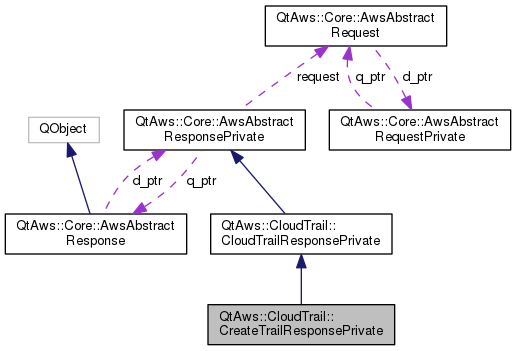 QtAws::Core::AwsAbstract
Request
request
q_ptr
d_ptr
QObject
QtAws::Core::AwsAbstract
ResponsePrivate
QtAws::Core::AwsAbstract
RequestPrivate
d_ptr
q_ptr
QtAws::Core::AwsAbstract
Response
QtAws::CloudTrail::
CloudTrailResponsePrivate
QtAws::CloudTrail::
CreateTrailResponsePrivate